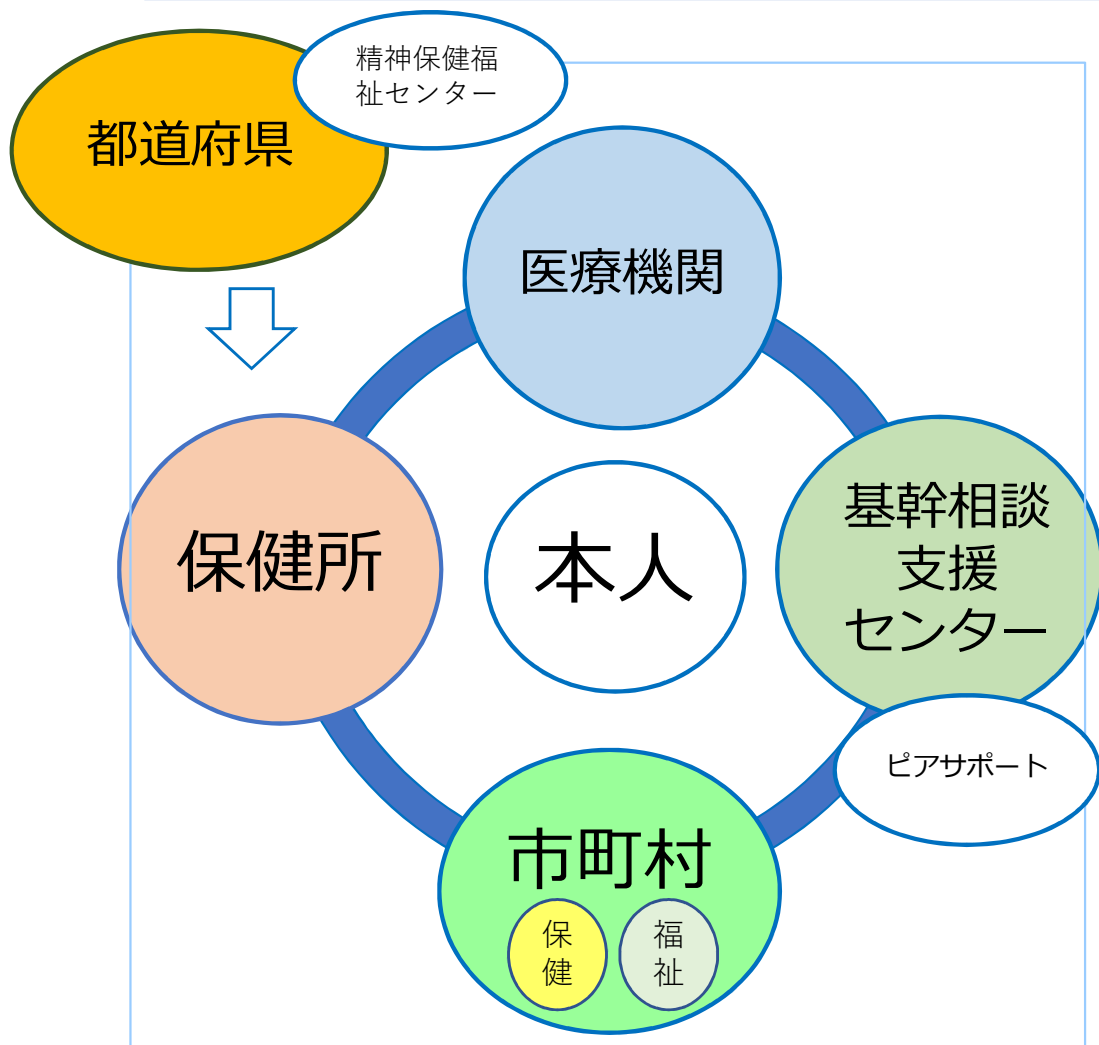 精神保健福
祉センター
都道府県
医療機関
保健所
本人
基幹相談
支援
センター
ピアサポート
市町村
保
健
福
祉